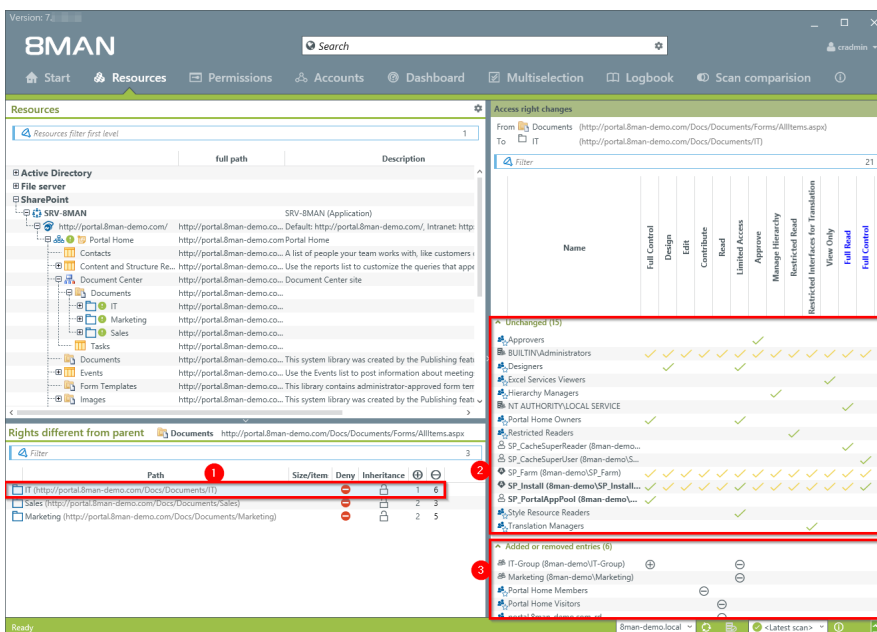 Version: 7.
8MAN
Search
cradmin
Start
Resources
Permissions
Accounts
Dashboard
Multiselection
Logbook
Scan comparision
Resources
Resources filter first level
1
full path
Description
Active Directory
File server
SharePoint
SRV-8MAN SRV-8MAN (Application)
http://portal.8man-demo.com/ http://portal.8man-demo.co... Default: http://portal.8man-demo.com/, Intranet: http
Portal Home http://portal.8man-demo.com Portal Home
Contacts http://portal.8man-demo.co... A list of people your team works with, like customers
Content and Structure Re... http://portal.8man-demo.co... Use the reports list to customize the queries that appe
Document Center http://portal.8man-demo.co... Document Center site
Documents http://portal.8man-demo.co...
IT http://portal.8man-demo.co...
Marketing http://portal.8man-demo.co...
Sales http://portal.8man-demo.co...
Tasks http://portal.8man-demo.co...
Documents http://portal.8man-demo.co... This system library was created by the Publishing feat
Events http://portal.8man-demo.co... Use the Events list to post information about meeting
Form Templates http://portal.8man-demo.co... This library contains administrator-approved form tem
Images http://portal.8man-demo.co... This system library was created by the Publishing feat
Rights different from parent Documents http://portal.8man-demo.com/Docs/Documents/Forms/AllItems.aspx
Filter 3
Path Size/item Deny Inheritance
1
IT (http://portal.8man-demo.com/Docs/Documents/IT) 1 6
Sales (http://portal.8man-demo.com/Docs/Documents/Sales) 2 3
Marketing (http://portal.8man-demo.com/Docs/Documents/Marketing) 2 5
Access right changes
From Documents (http://portal.8man-demo.com/Docs/Documents/Forms/AllItems.aspx)
To IT (http://portal.8man-demo.com/Docs/Documents/IT)
Filter 21
Name
Full Control
Design
Edit
Contribute
Read
Limited Access
Approve
Manage Hierarchy
Restricted Read
Restricted Interfaces for Translation
View Only
Full Read
Full Control
Unchanged (15)
Approvers
BUILTIN\Administrators
Designers
Excel Services Viewers
Hierarchy Managers
NT AUTHORITY\LOCAL SERVICE
Portal Home Owners
Restricted Readers
SP_CacheSuperReader (8man-demo...
2
SP_CacheSuperUser (8man-demo\S...
SP_Farm (8man-demo\SP_Farm)
SP_Install (8man-demo\SP_Install...
SP_PortalAppPool (8man-demo\...
Style Resource Readers
Translation Managers
Added or removed entries (6)
3
IT-Group (8man-demo\IT-Group)
Marketing (8man-demo\Marketing)
Portal Home Members
Portal Home Visitors
Ready
8man-demo.local
<Latest scan>